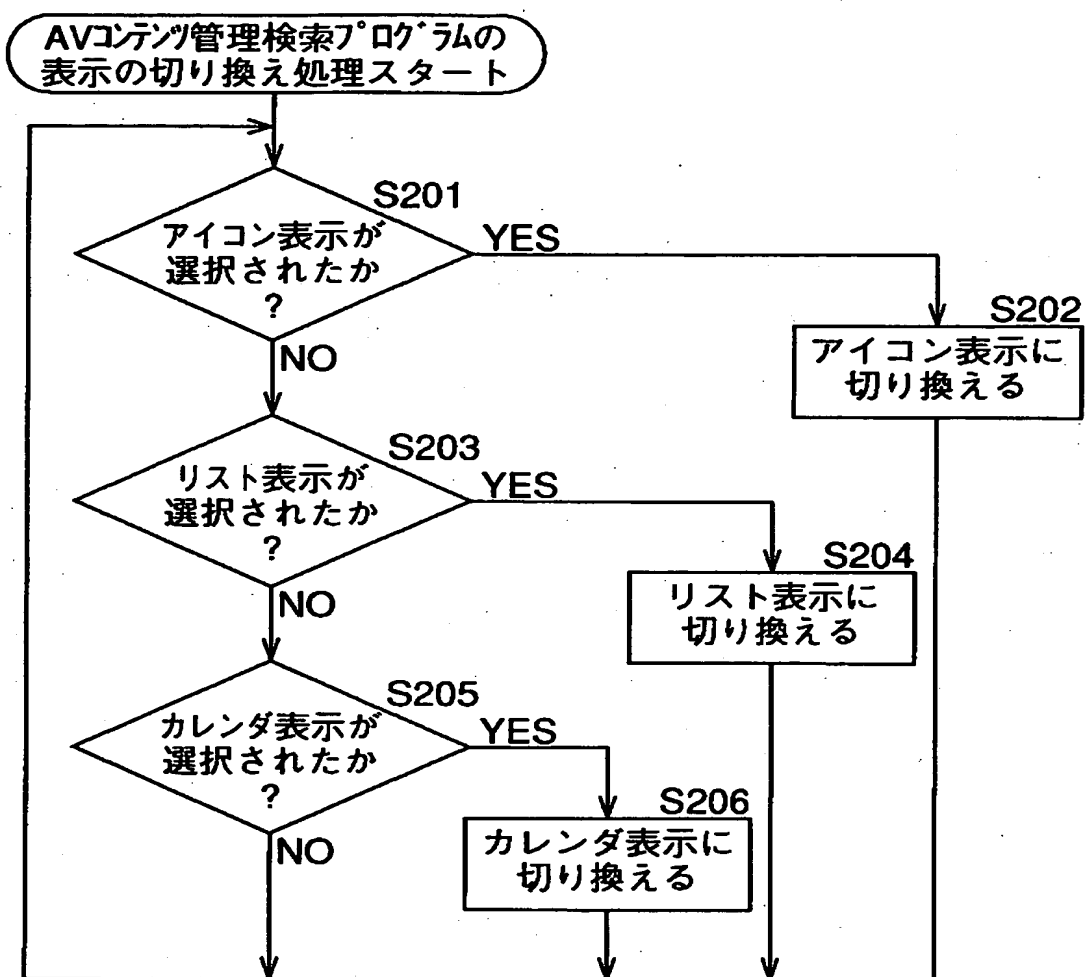 AVコンテンツ管理検索プログラムの
表示の切り換え処理スタート
S201
アイコン表示が
選択されたか
?
YES
NO
S202
アイコン表示に
切り換える
S203
リスト表示が
選択されたか
?
YES
NO
S204
リスト表示に
切り換える
S205
カレンダ表示が
選択されたか
?
YES
NO
S206
カレンダ表示に
切り換える